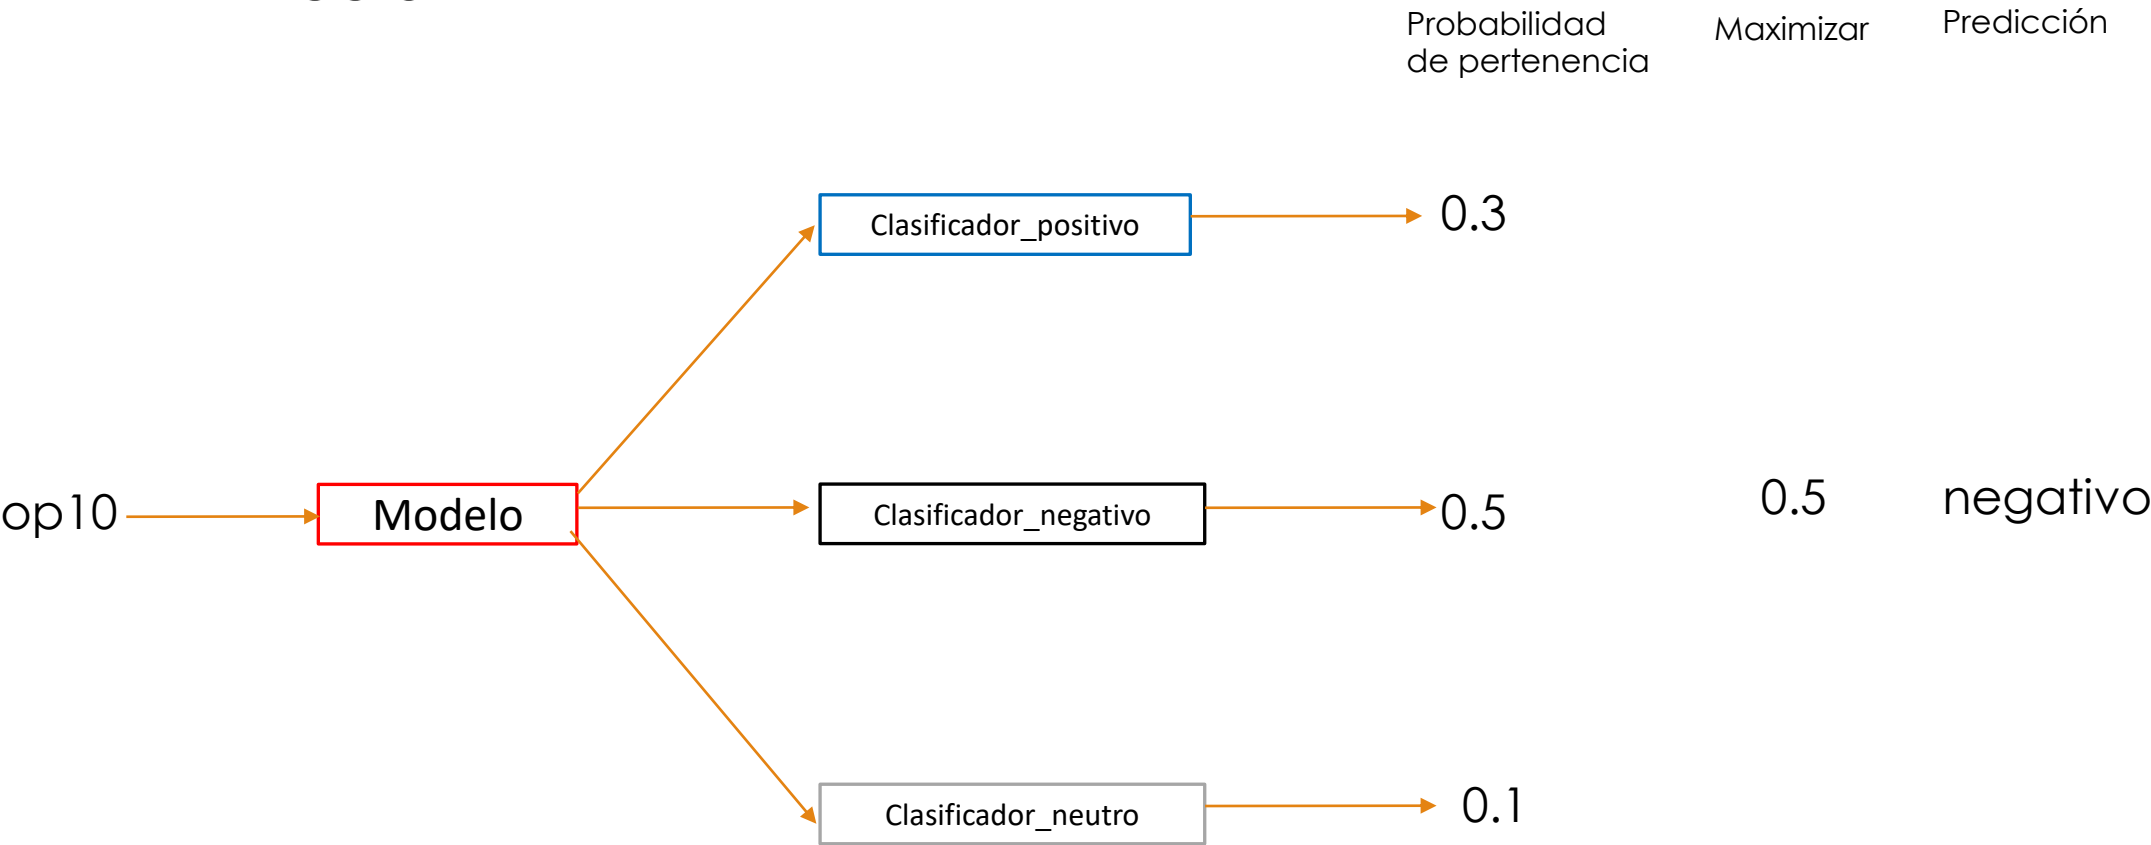 Probabilidad
de pertenencia
Maximizar
Predicción
Clasificador_positivo
0.3
op10
Modelo
Clasificador_negativo
0.5
0.5
negativo
Clasificador_neutro
0.1